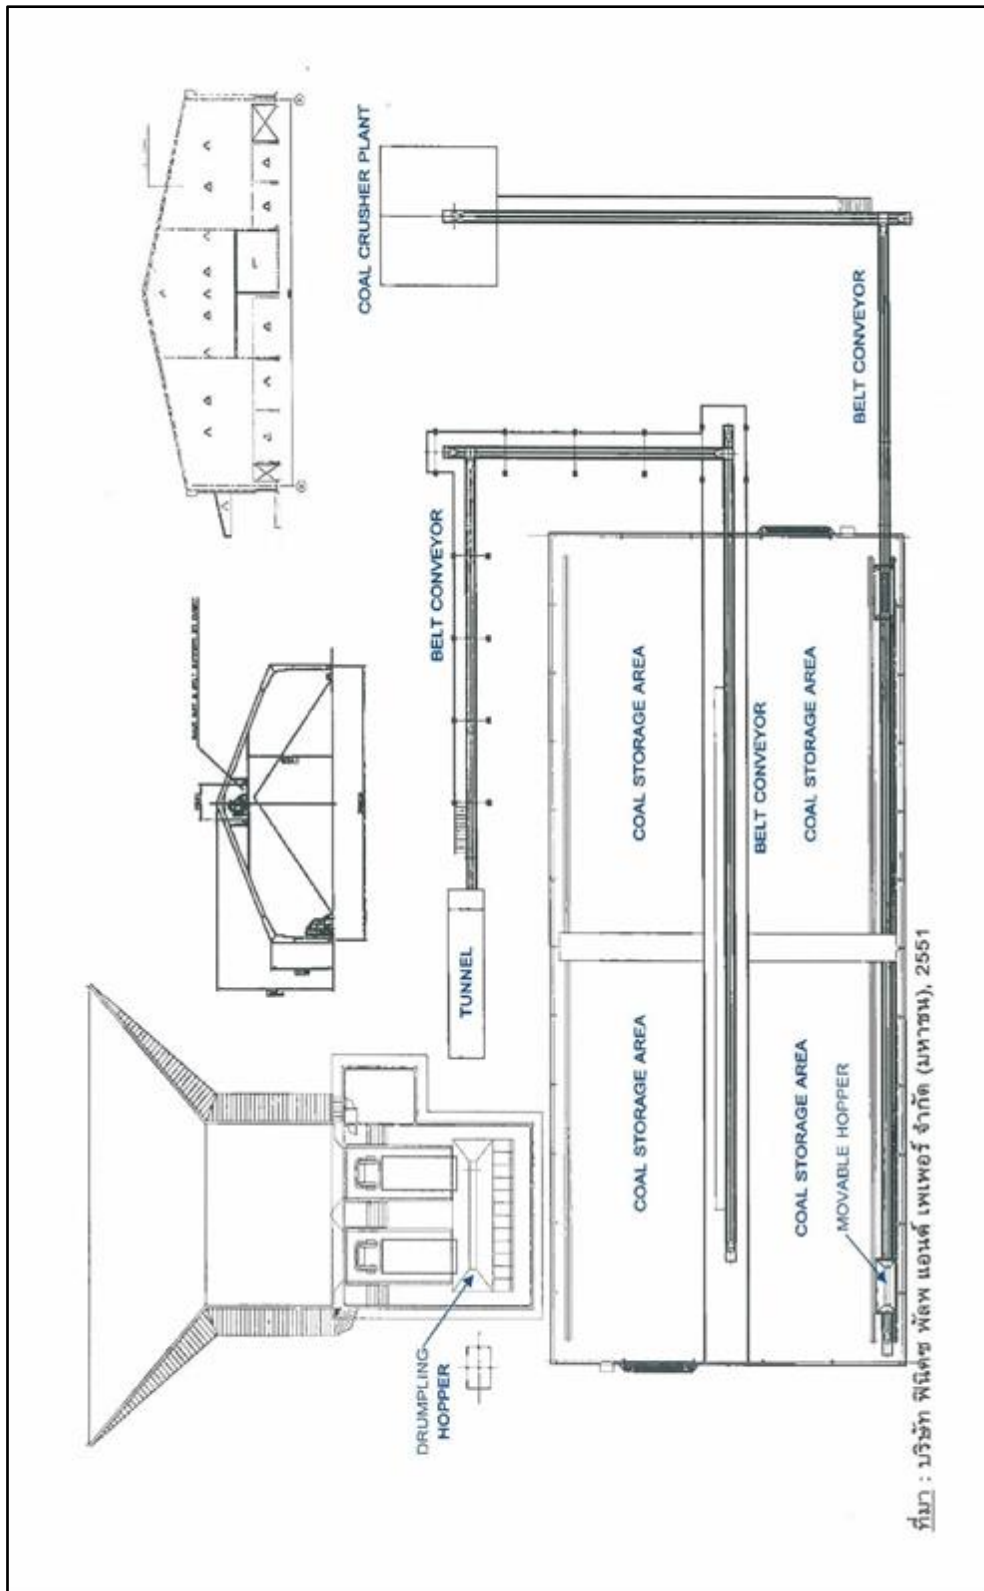 COAL CRUSHER PLANT
BELT CONVEYOR
BELT CONVEYOR
TUNNEL
COAL STORAGE AREA
COAL STORAGE AREA
BELT CONVEYOR
COAL STORAGE AREA
COAL STORAGE AREA
DRUMPLING
HOPPER
MOVABLE HOPPER
ที่มา : บริษัท ฟินิคซ พัลพ แอนด์ เพเพอร์ จำกัด (มหาชน), 2551